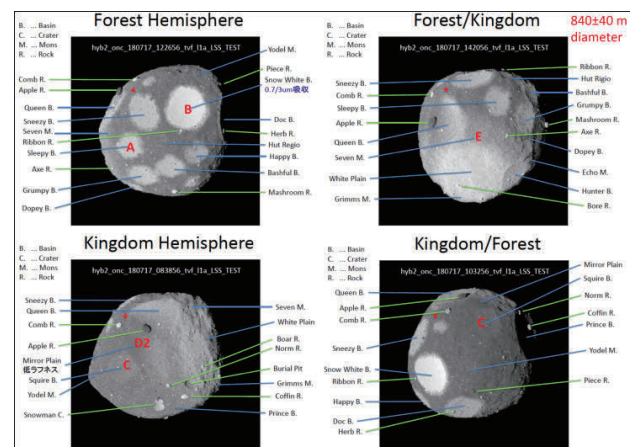 Forest Hemisphere
B. ... Basin
C. ... Crater
M. ... Mons
R. ... Rock
hyb2_onc_180717_122656_tvf_l1a_LSS_TEST
Comb R.
Apple R.
Queen B.
Sneezy B.
Seven M.
Ribbon R.
Sleepy B.
Axe R.
Grumpy B.
Dopey B.
Yodel M.
Piece R.
Snow White B.
0.7/3um吸収
Doc B.
Herb R.
Hut Regio
Happy B.
Bashful B.
Mashroom R.
B
A
Forest/Kingdom
840±40 m
diameter
B. ... Basin
C. ... Crater
M. ... Mons
R. ... Rock
hyb2_onc_180717_142056_tvf_l1a_LSS_TEST
Sneezy B.
Comb R.
Sleepy B.
Apple R.
Queen B.
Seven M.
White Plain
Grimms M.
Ribbon R.
Hut Rigio
Bashful B.
Grumpy B.
Mashroom R.
Axe R.
Dopey B.
Echo M.
Hunter B.
Bore R.
E
Kingdom Hemisphere
B. ... Basin
C. ... Crater
M. ... Mons
R. ... Rock
hyb2_onc_180717_083856_tvf_l1a_LSS_TEST
Sneezy B.
Queen B.
Comb R.
Apple R.
Mirror Plain
低ラフネス
Squire B.
Yodel M.
Snowman C.
Seven M.
White Plain
Boar R.
Norm R.
Burial Pit
Grimms M.
Coffin R.
Prince B.
D2
C
Kingdom/Forest
B. ... Basin
C. ... Crater
M. ... Mons
R. ... Rock
hyb2_onc_180717_103256_tvf_l1a_LSS_TEST
Queen B.
Apple R.
Comb R.
Sneezy B.
Snow White B.
Ribbon R.
Happy B.
Doc B.
Herb R.
Mirror Plain
Squire B.
Norm R.
Coffin R.
Prince B.
Yodel M.
Piece R.
C